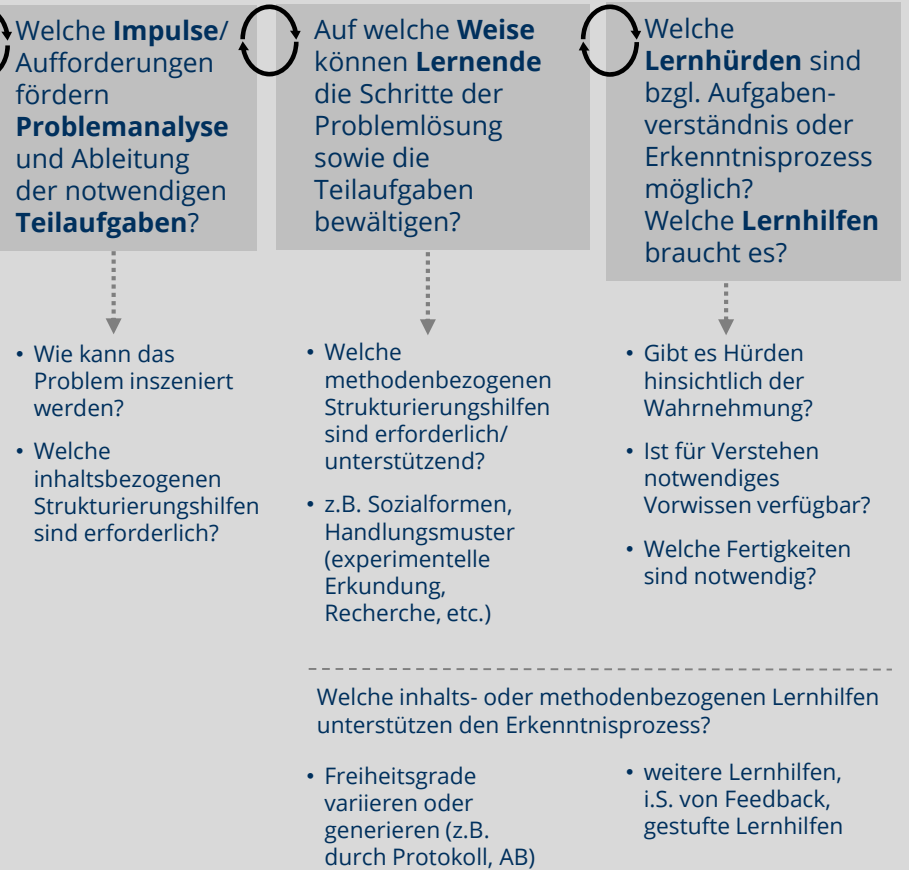 Welche Impulse/
Aufforderungen
fördern
Problemanalyse
und Ableitung
der notwendigen
Teilaufgaben?
Auf welche Weise
können Lernende
die Schritte der
Problemlösung
sowie die
Teilaufgaben
bewältigen?
Welche
Lernhürden sind
bzgl. Aufgaben-
verständnis oder
Erkenntnisprozess
möglich?
Welche Lernhilfen
braucht es?
• Wie kann das
Problem inszeniert
werden?
• Welche
inhaltsbezogenen
Strukturierungshilfen
sind erforderlich?
• Welche
methodenbezogenen
Strukturierungshilfen
sind erforderlich/
unterstützend?
• z.B. Sozialformen,
Handlungsmuster
(experimentelle
Erkundung,
Recherche, etc.)
• Gibt es Hürden
hinsichtlich der
Wahrnehmung?
• Ist für Verstehen
notwendiges
Vorwissen verfügbar?
• Welche Fertigkeiten
sind notwendig?
Welche inhalts- oder methodenbezogenen Lernhilfen
unterstützen den Erkenntnisprozess?
• Freiheitsgrade
variieren oder
generieren (z.B.
durch Protokoll, AB)
• weitere Lernhilfen,
i.S. von Feedback,
gestufte Lernhilfen